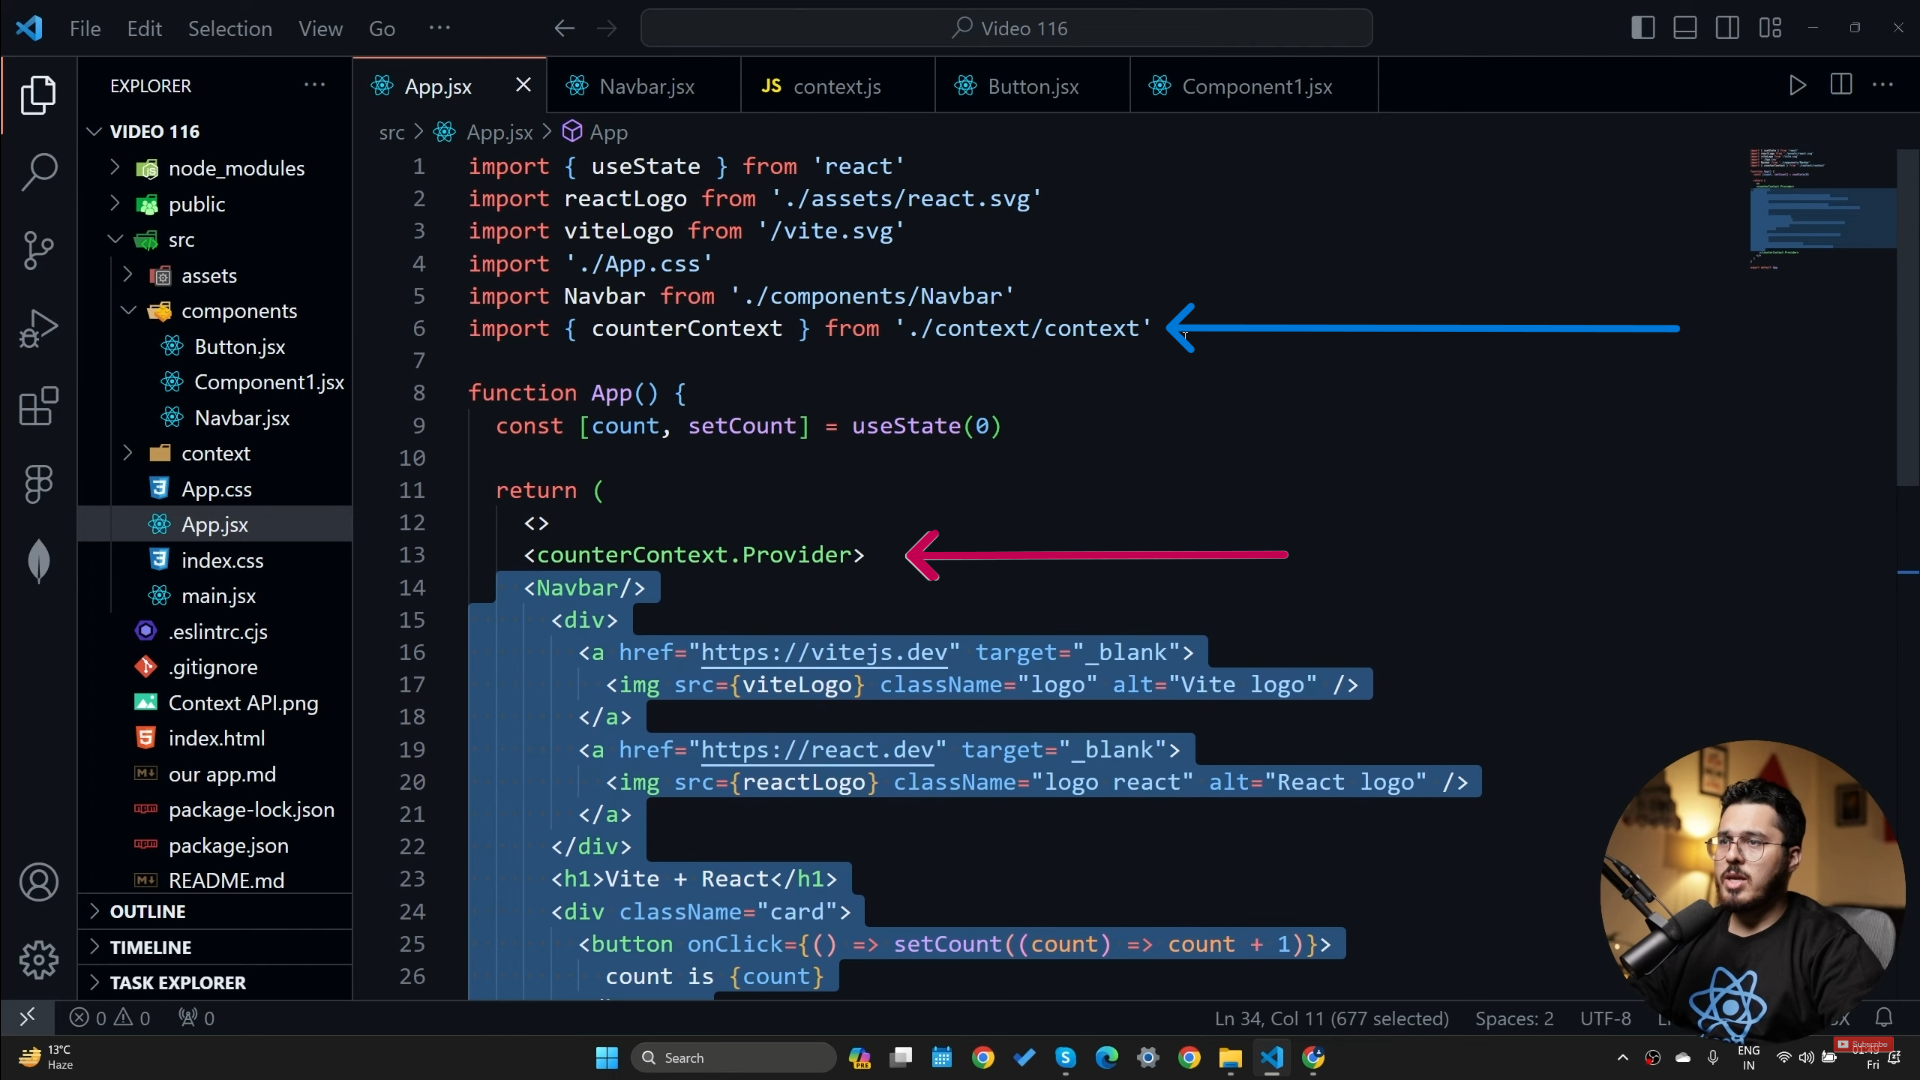 File Edit Selection View Go ··· Video 116
EXPLORER ···
VIDEO 116
node_modules
public
src
assets
components
Button.jsx
Component1.jsx
Navbar.jsx
context
App.css
App.jsx
index.css
main.jsx
.eslintrc.cjs
.gitignore
Context API.png
index.html
our app.md
package-lock.json
package.json
README.md
OUTLINE
TIMELINE
TASK EXPLORER
App.jsx Navbar.jsx JS context.js Button.jsx Component1.jsx
src > App.jsx > App
1 import { useState } from 'react'
2 import reactLogo from './assets/react.svg'
3 import viteLogo from '/vite.svg'
4 import './App.css'
5 import Navbar from './components/Navbar'
6 import { counterContext } from './context/context'
7
8 function App() {
9 const [count, setCount] = useState(0)
10
11 return (
12 <>
13 <counterContext.Provider>
14 <Navbar/>
15 <div>
16 <a href="https://vitejs.dev" target="_blank">
17 <img src={viteLogo} className="logo" alt="Vite logo" />
18 </a>
19 <a href="https://react.dev" target="_blank">
20 <img src={reactLogo} className="logo react" alt="React logo" />
21 </a>
22 </div>
23 <h1>Vite + React</h1>
24 <div className="card">
25 <button onClick={() => setCount((count) => count + 1)}>
26 count is {count}
0 0 0 Ln 34, Col 11 (677 selected) Spaces: 2 UTF-8
13°C
Haze
Search
ENG
IN
Subscribe
Fri